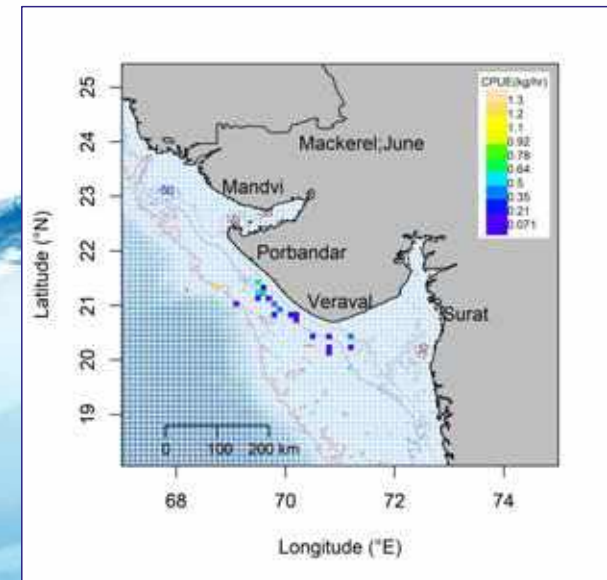 CPUE(kg/hr)
1.3
1.2
1.1
0.92
0.78
0.64
0.5
0.35
0.21
0.071
Mackerel;June
Mandvi
Porbandar
Veraval
Surat
25
24
23
22
21
20
19
Latitude (°N)
0 100 200 km
68 70 72 74
Longitude (°E)